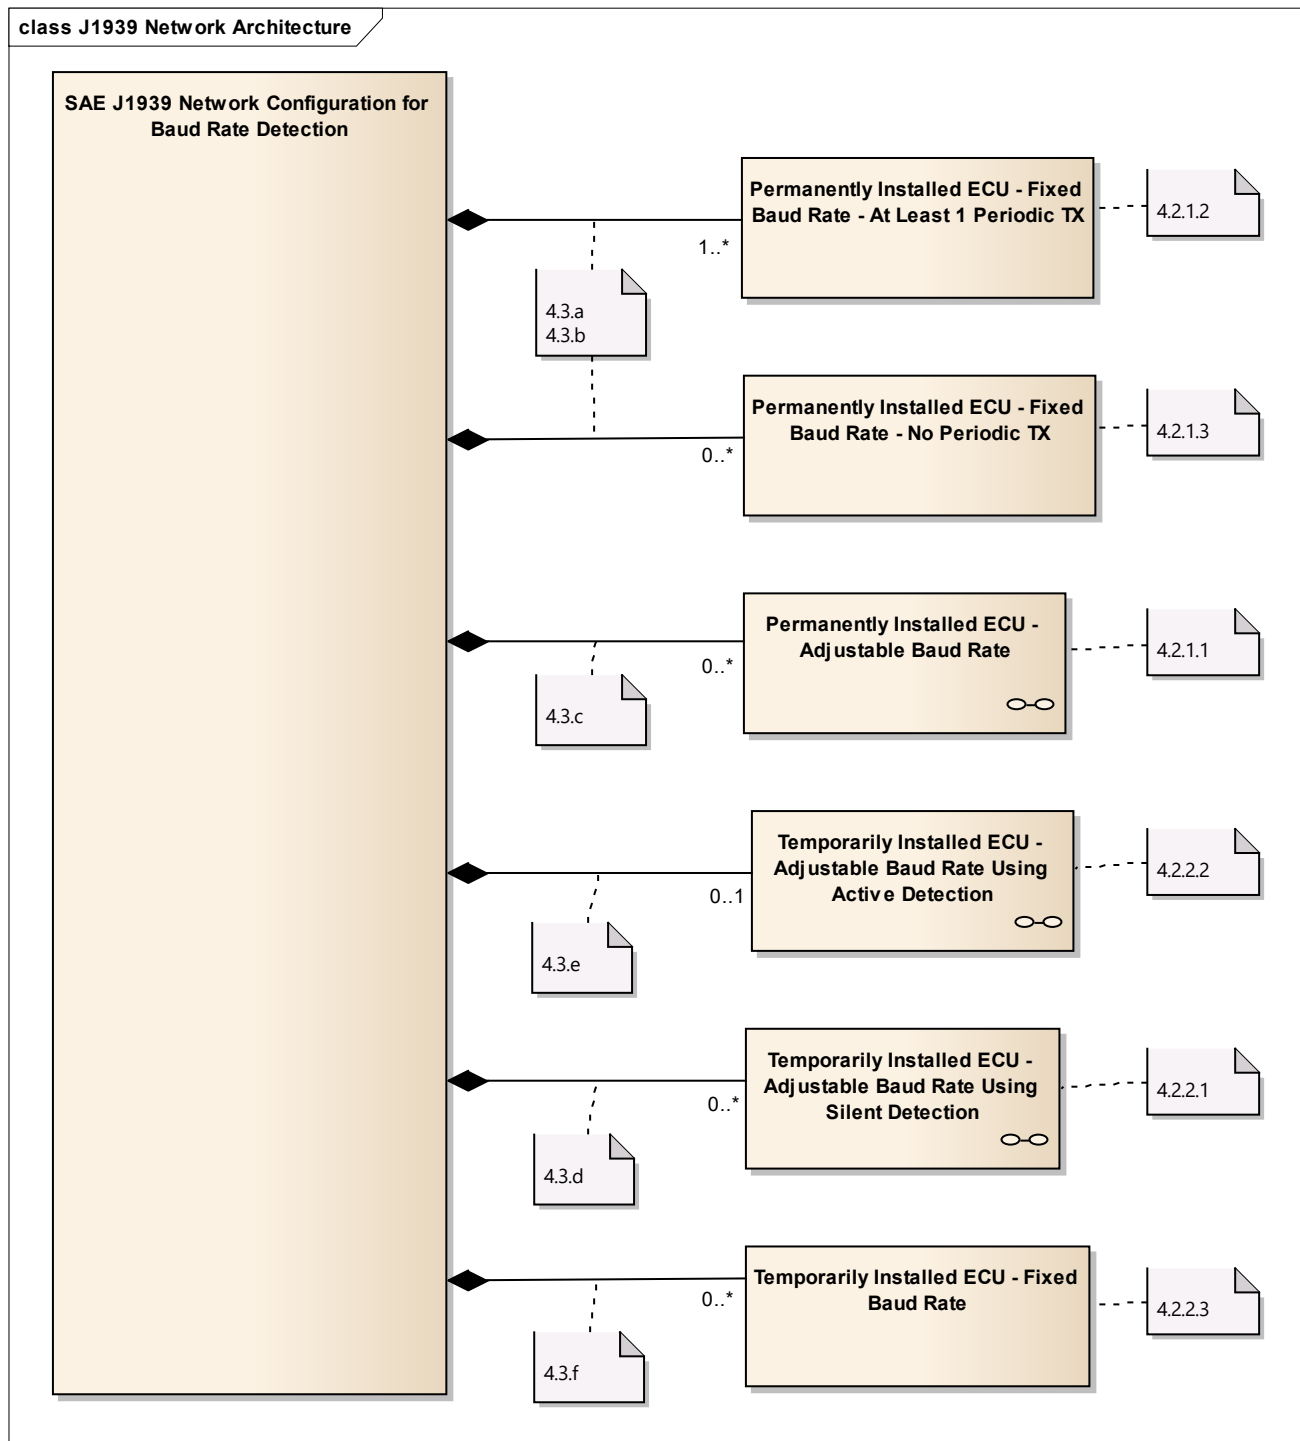 class J1939 Network Architecture
SAE J1939 Network Configuration for
Baud Rate Detection
Permanently Installed ECU - Fixed
Baud Rate - At Least 1 Periodic TX
4.2.1.2
1..*
4.3.a
4.3.b
Permanently Installed ECU - Fixed
Baud Rate - No Periodic TX
4.2.1.3
0..*
Permanently Installed ECU -
Adjustable Baud Rate
4.2.1.1
0..*
4.3.c
Temporarily Installed ECU -
Adjustable Baud Rate Using
Active Detection
4.2.2.2
0..1
4.3.e
Temporarily Installed ECU -
Adjustable Baud Rate Using
Silent Detection
4.2.2.1
0..*
4.3.d
Temporarily Installed ECU - Fixed
Baud Rate
4.2.2.3
0..*
4.3.f